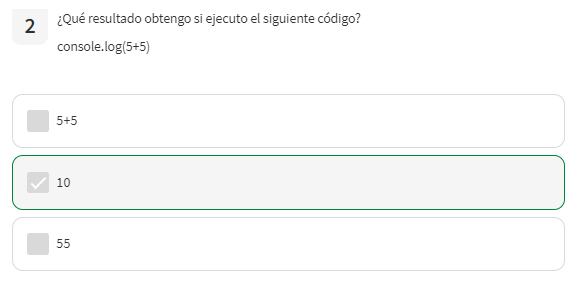 2
¿Qué resultado obtengo si ejecuto el siguiente código?
console.log(5+5)
5+5
10
55